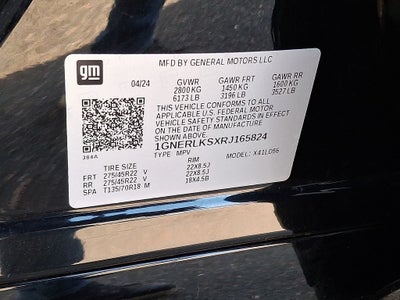 gm
MFD BY GENERAL MOTORS LLC
04/24 GVWR GAWR FRT GAWR RR
2800 KG 1450 KG 1600 KG
6173 LB 3196 LB 3527 LB
THIS VEHICLE CONFORMS TO ALL
APPLICABLE U.S. FEDERAL MOTOR
VEHICLE SAFETY STANDARDS IN EFFECT
ON THE DATE OF MANUFACTURE
SHOWN ABOVE.
1GNERLKSXRJ165824
TYPE: MPV MODEL: X41LD56
384A
TIRE SIZE RIM
FRT 275/45R22 V 22X8.5J
RR 275/45R22 V 22X8.5J
SPA T135/70R18 M 18X4.5B